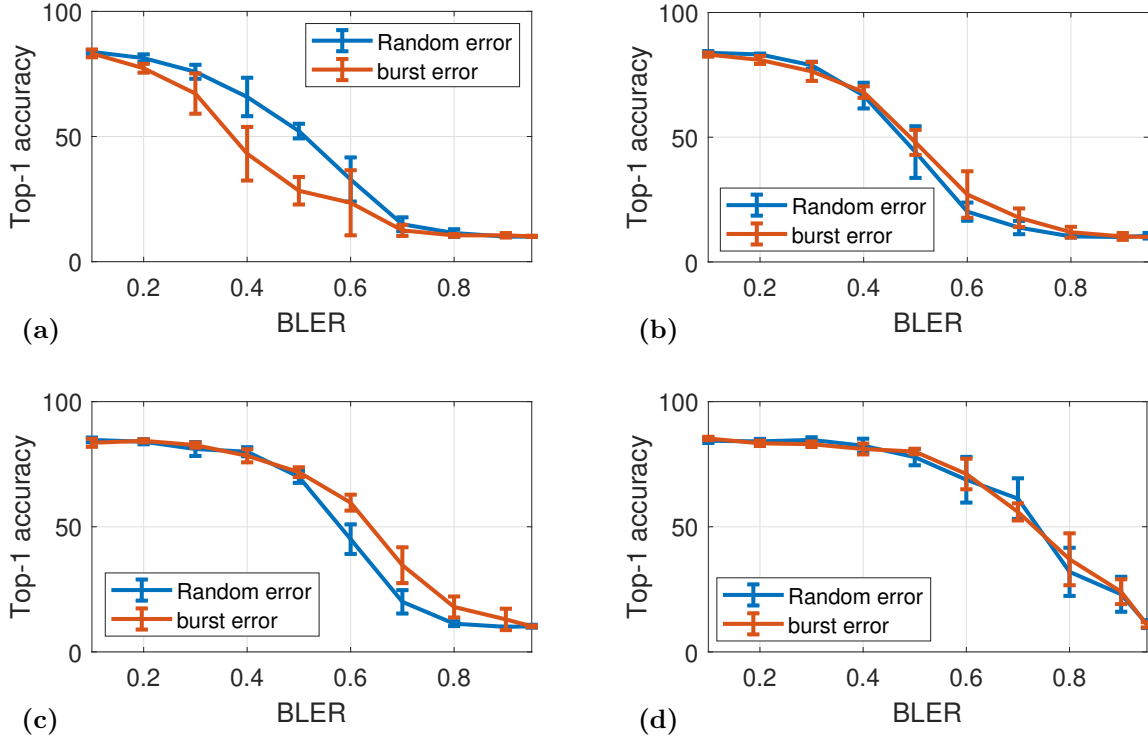 100
50
0
Top-1 accuracy
Random error
burst error
0.2 0.4 0.6 0.8
BLER
(a)
100
50
0
Top-1 accuracy
Random error
burst error
0.2 0.4 0.6 0.8
BLER
(b)
100
50
0
Top-1 accuracy
Random error
burst error
0.2 0.4 0.6 0.8
BLER
(c)
100
50
0
Top-1 accuracy
Random error
burst error
0.2 0.4 0.6 0.8
BLER
(d)